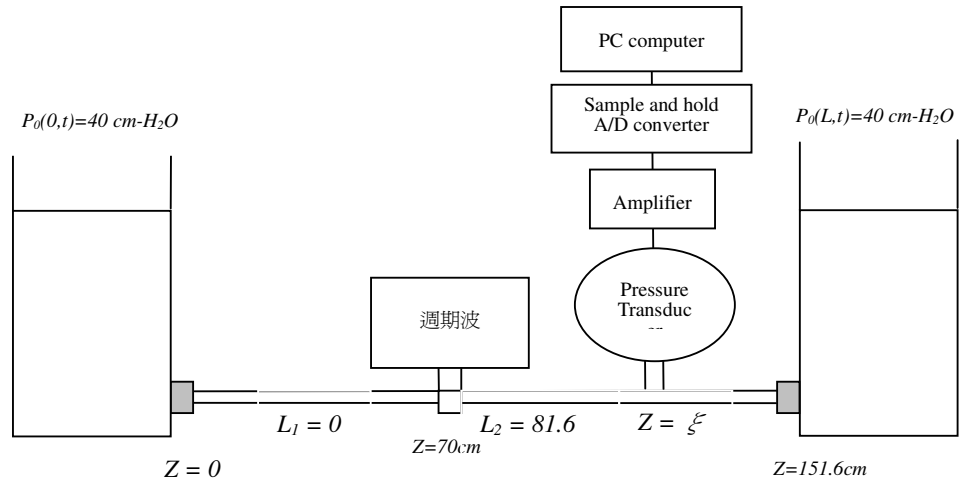 PC computer
Sample and hold
A/D converter
P₀(0,t)=40 cm-H₂O
P₀(L,t)=40 cm-H₂O
Amplifier
Pressure
Transduc
週期波
L₁ = 0
L₂ = 81.6
Z = ξ
Z=70cm
Z = 0
Z=151.6cm